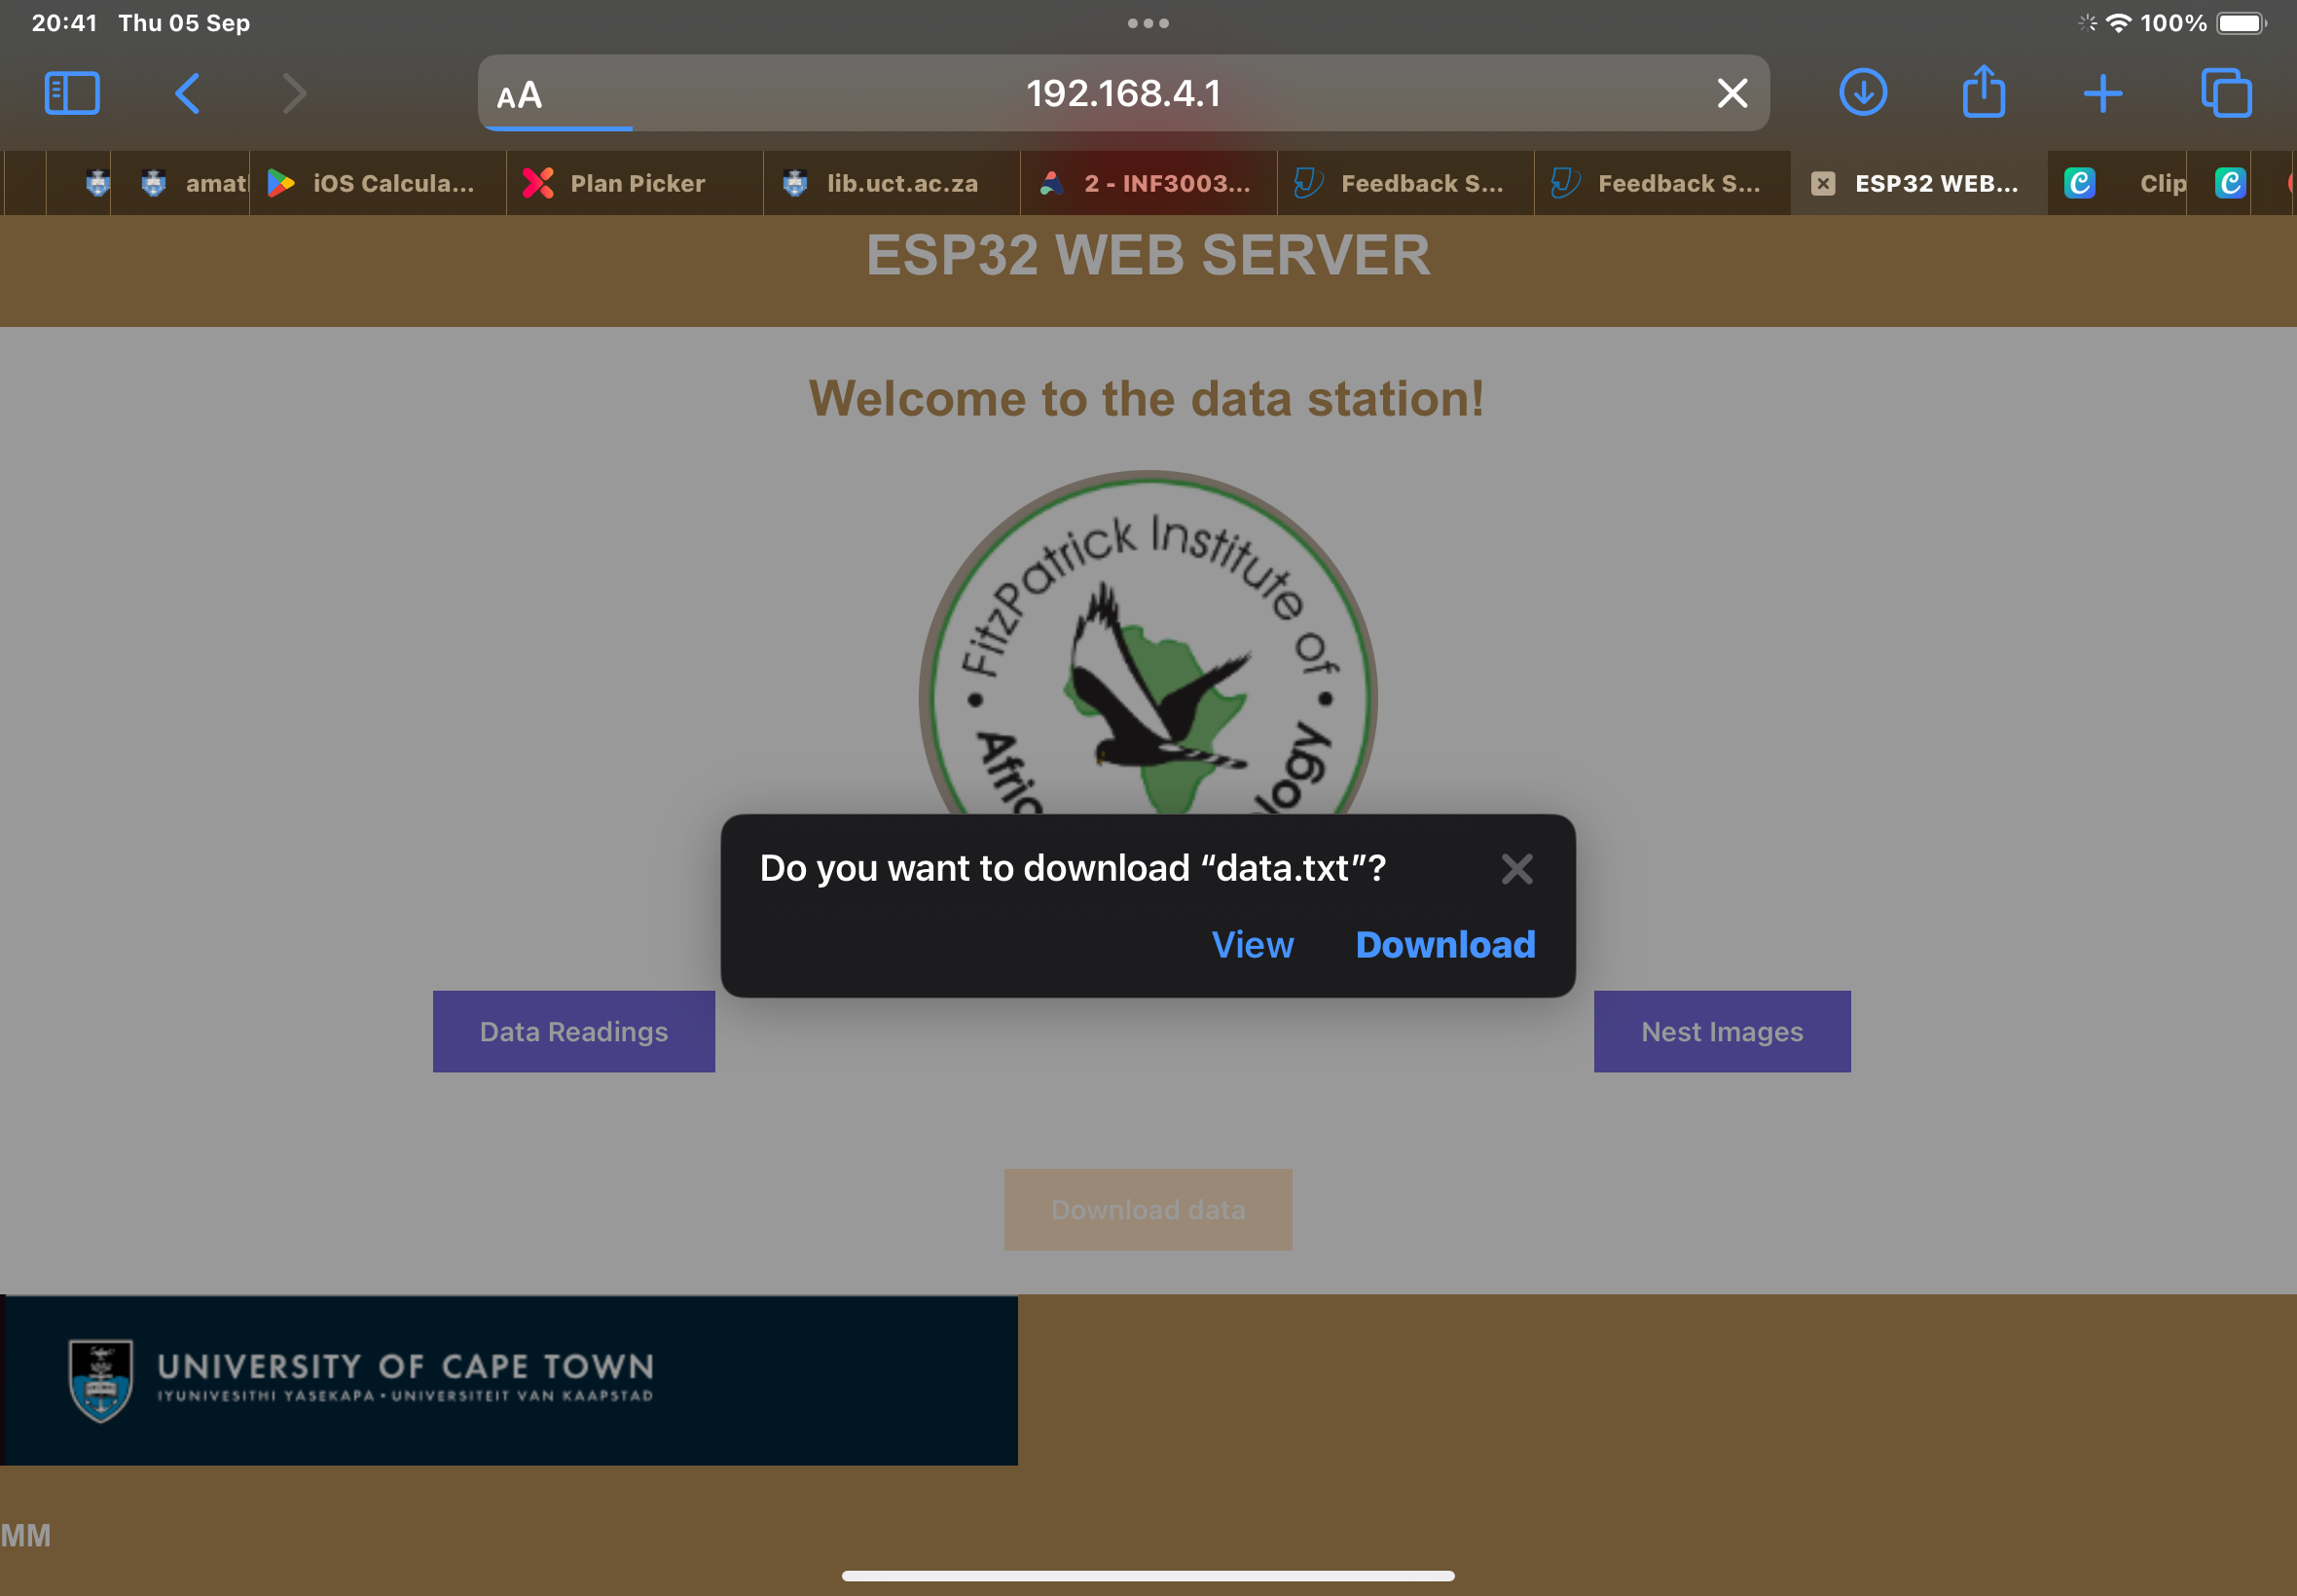 20:41 Thu 05 Sep
100%
AA
192.168.4.1
amat
iOS Calcula...
Plan Picker
lib.uct.ac.za
2 - INF3003...
Feedback S...
Feedback S...
ESP32 WEB...
Clip
ESP32 WEB SERVER
Welcome to the data station!
FitzPatrick Institute of
Afric
logy
Do you want to download “data.txt”?
View
Download
Data Readings
Nest Images
Download data
UNIVERSITY OF CAPE TOWN
IYUNIVESITHI YASEKAPA • UNIVERSITEIT VAN KAAPSTAD
MM